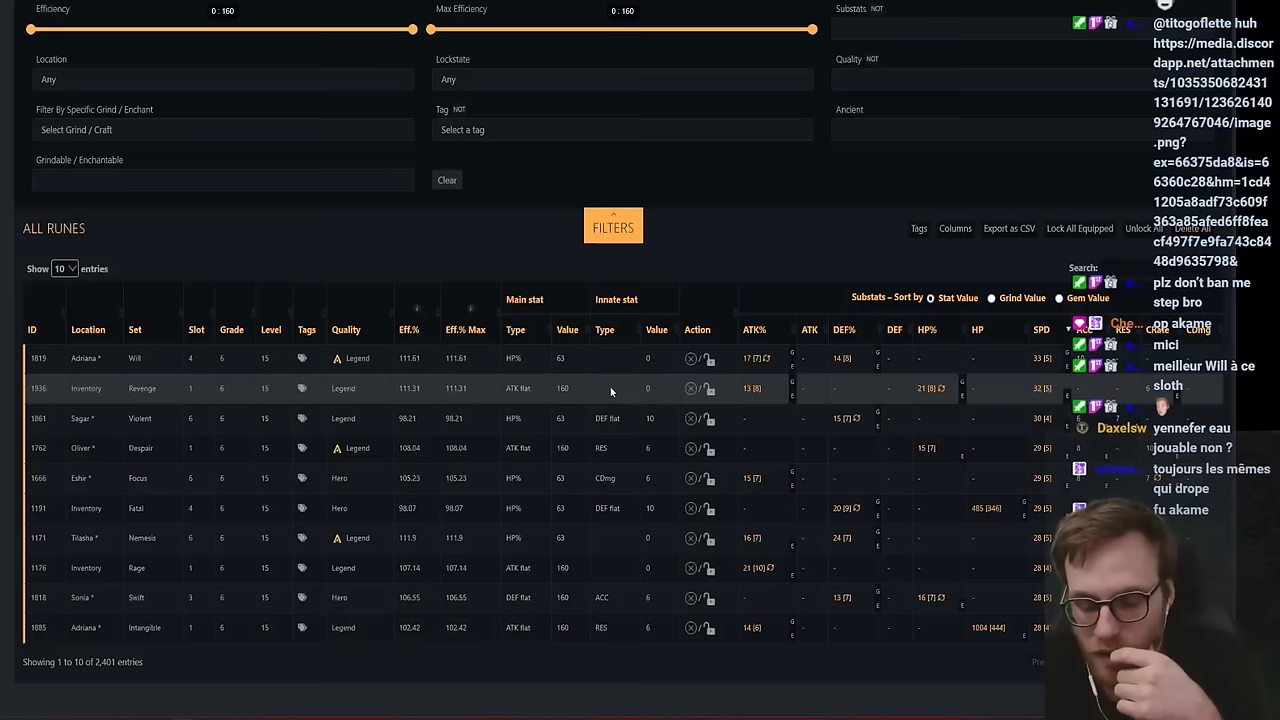 Efficiency 0 : 160 Max Efficiency 0 : 160 Substats NOT
Location Lockstate Quality NOT
Any Any
Filter By Specific Grind / Enchant Tag NOT Ancient
Select Grind / Craft Select a tag
Grindable / Enchantable
Clear
ALL RUNES FILTERS Tags Columns Export as CSV Lock All Equipped Unlock All Delete All
Show 10 entries Search:
Main stat Innate stat Substats – Sort by Stat Value Grind Value Gem Value
ID Location Set Slot Grade Level Tags Quality Eff.% Eff.% Max Type Value Type Value Action ATK% ATK DEF% DEF HP% HP SPD ACC RES CRate CDmg
1819 Adriana * Will 4 6 15 Legend 111.61 111.61 HP% 63 0 17 [7] - 14 [8] - - - 33 [5]
1936 Inventory Revenge 1 6 15 Legend 111.31 111.31 ATK flat 160 0 13 [8] - - - 21 [8] - 32 [5]
1861 Sagar * Violent 6 6 15 Legend 98.21 98.21 HP% 63 DEF flat 10 - - 15 [7] - - - 30 [4]
1762 Oliver * Despair 1 6 15 Legend 108.04 108.04 ATK flat 160 RES 6 - - - - 15 [7] - 29 [5]
1666 Eshir * Focus 6 6 15 Hero 105.23 105.23 HP% 63 CDmg 6 15 [7] - - - - - 29 [5]
1191 Inventory Fatal 4 6 15 Hero 98.07 98.07 HP% 63 DEF flat 10 - - 20 [9] - - 485 [346] 29 [5]
1171 Tilasha * Nemesis 6 6 15 Legend 111.9 111.9 HP% 63 0 16 [7] - 24 [7] - - - 28 [5]
1176 Inventory Rage 1 6 15 Legend 107.14 107.14 ATK flat 160 0 21 [10] - - - - - 28 [4]
1818 Sonia * Swift 3 6 15 Hero 106.55 106.55 DEF flat 160 ACC 6 - - 13 [7] - 16 [7] - 28 [5]
1885 Adriana * Intangible 1 6 15 Legend 102.42 102.42 ATK flat 160 RES 6 14 [6] - - - - 1004 [444] 28 [4]
Showing 1 to 10 of 2,401 entries
@titogoflette huh
https://media.discor
dapp.net/attachmen
ts/1035350682431
131691/123626140
9264767046/image
.png?
ex=66375da8&is=6
6360c28&hm=1cd4
1205a8adf73c609f
363a85afed6ff8fea
cf497f7e9fa743c84
48d9635798&
plz don't ban me
step bro
Che... op akame
mici
meilleur Will à ce
sloth
Daxelsw yennefer eau
jouable non ?
toujours les mêmes
qui drope
fu akame